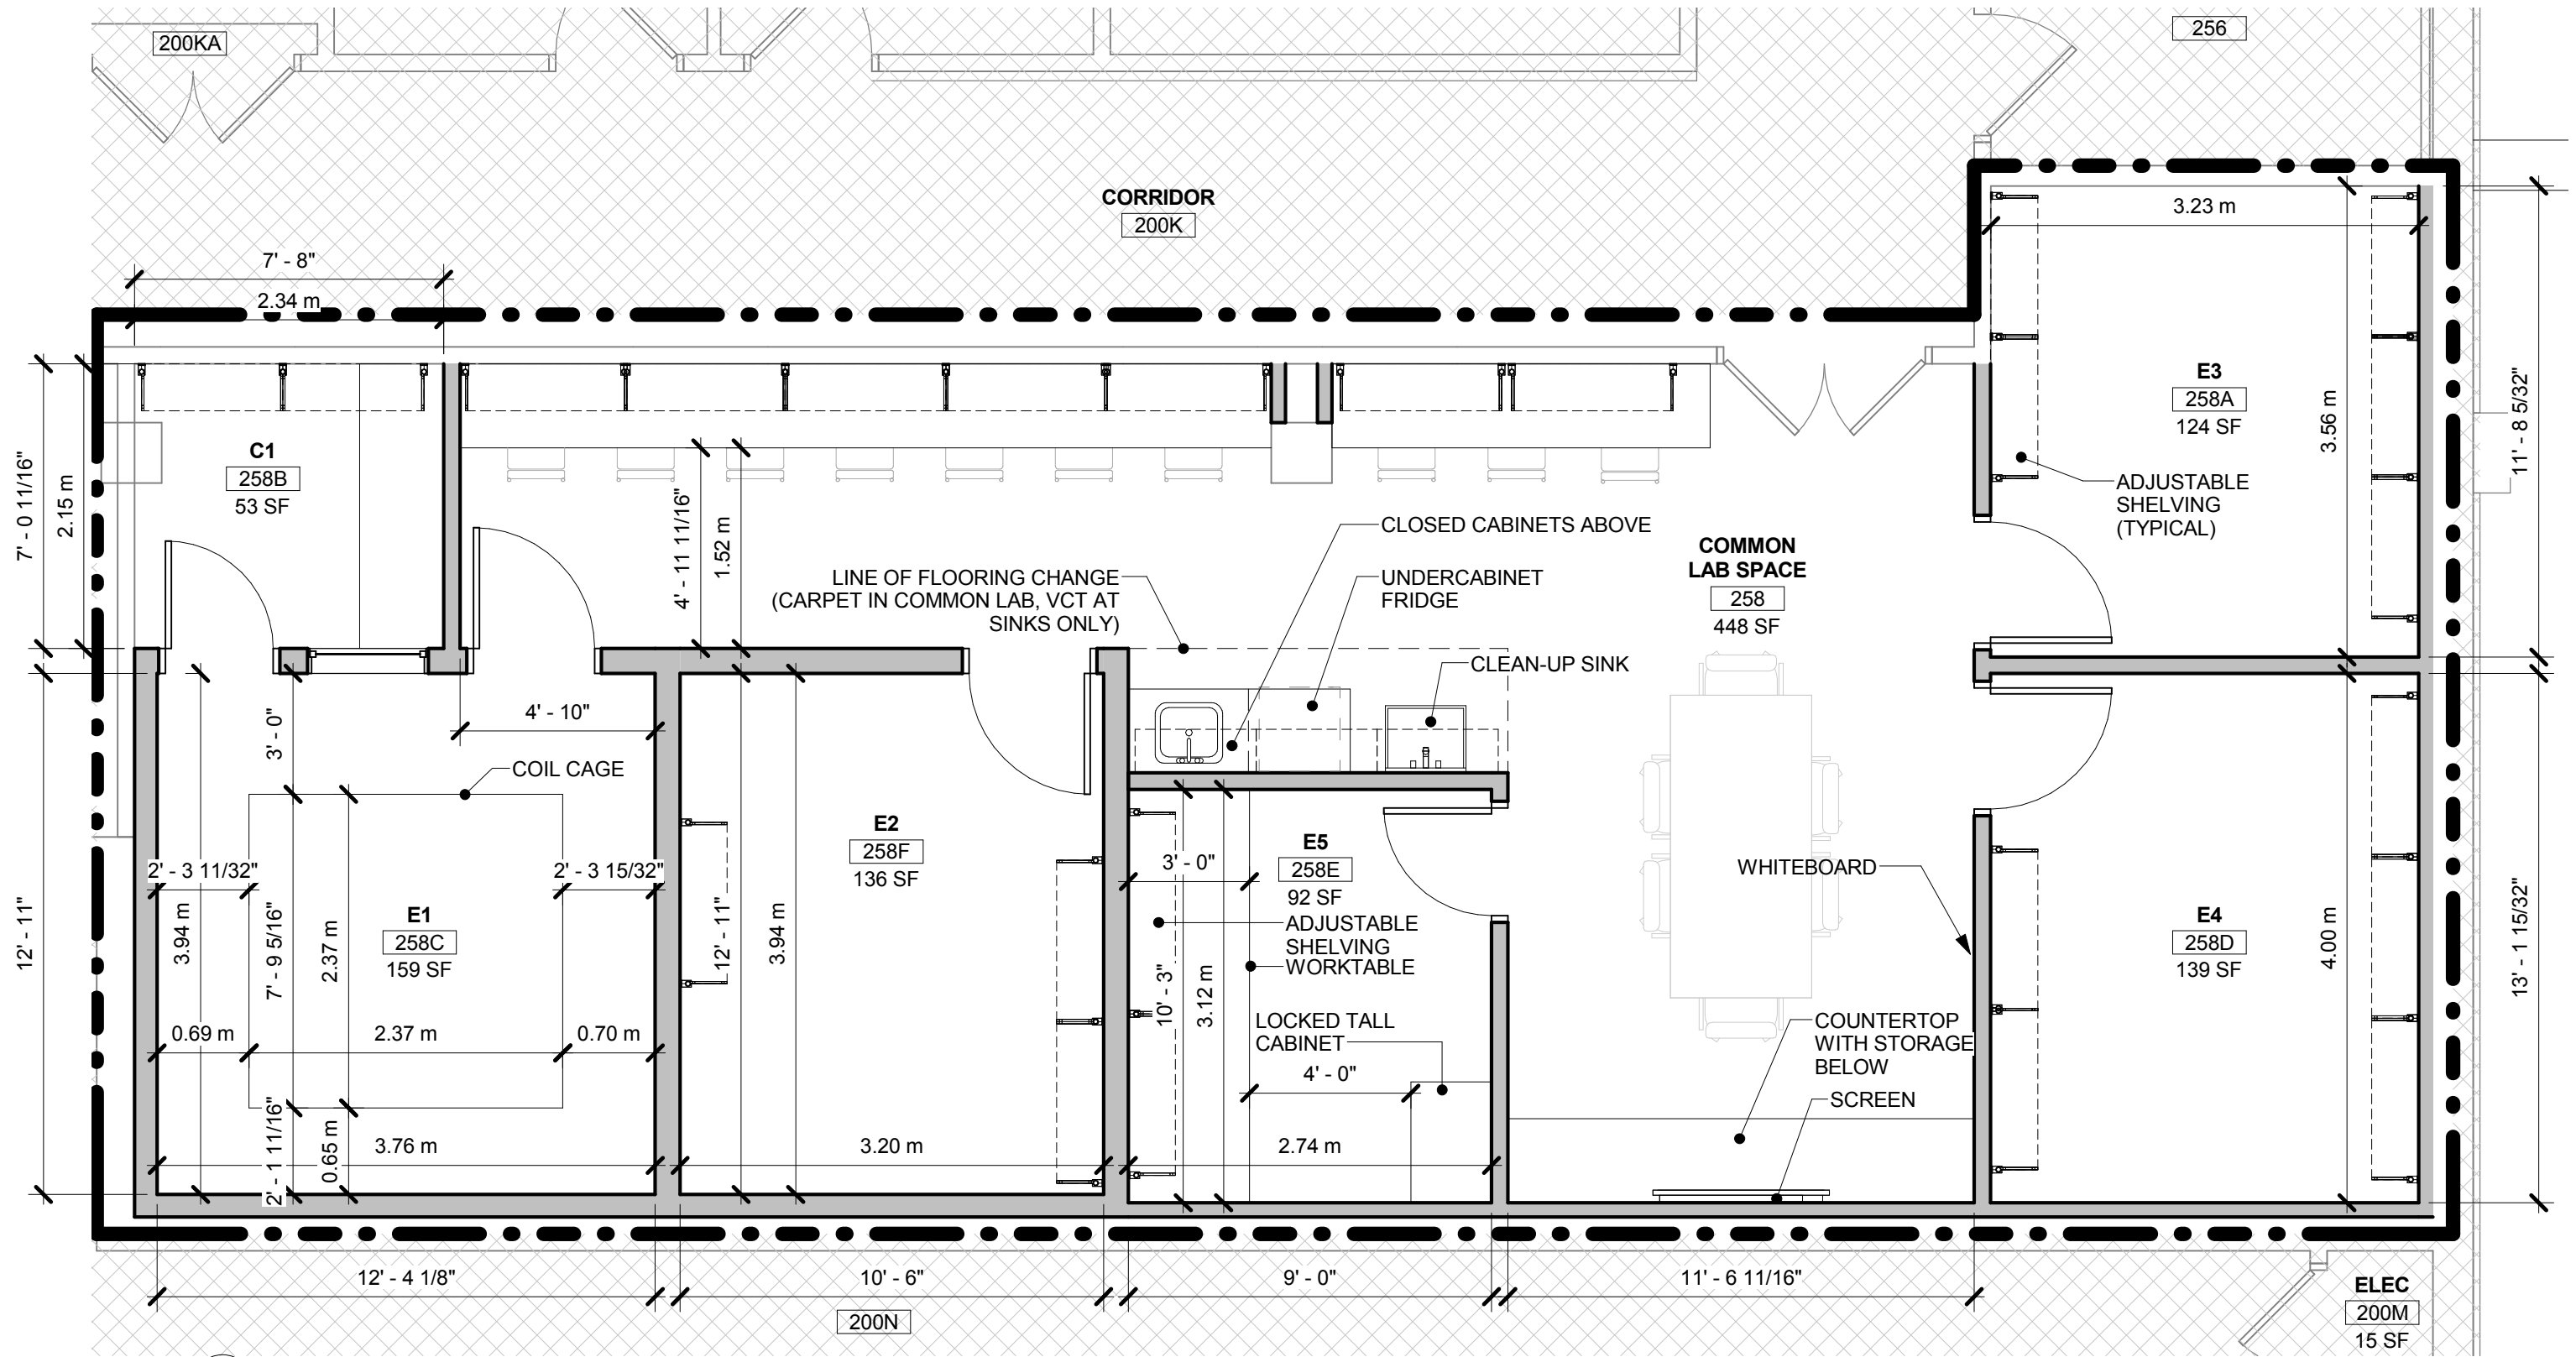 200KA
256
CORRIDOR
200K
7' - 8"
2.34 m
3.23 m
7' - 0 11/16"
2.15 m
C1
258B
53 SF
4' - 11 11/16"
1.52 m
CLOSED CABINETS ABOVE
LINE OF FLOORING CHANGE
(CARPET IN COMMON LAB, VCT AT
SINKS ONLY)
UNDERCABINET
FRIDGE
CLEAN-UP SINK
COMMON
LAB SPACE
258
448 SF
E3
258A
124 SF
3.56 m
11' - 8 5/32"
ADJUSTABLE
SHELVING
(TYPICAL)
12' - 11"
3.94 m
3' - 0"
4' - 10"
COIL CAGE
2' - 3 11/32"
2' - 3 15/32"
7' - 9 5/16"
2.37 m
E1
258C
159 SF
0.69 m
2.37 m
0.70 m
2' - 1 11/16"
0.65 m
3.76 m
E2
258F
136 SF
12' - 11"
3.94 m
3.20 m
3' - 0"
E5
258E
92 SF
ADJUSTABLE
SHELVING
WORKTABLE
10' - 3"
3.12 m
LOCKED TALL
CABINET
4' - 0"
2.74 m
WHITEBOARD
COUNTERTOP
WITH STORAGE
BELOW
SCREEN
E4
258D
139 SF
4.00 m
13' - 1 15/32"
12' - 4 1/8"
10' - 6"
9' - 0"
11' - 6 11/16"
200N
ELEC
200M
15 SF